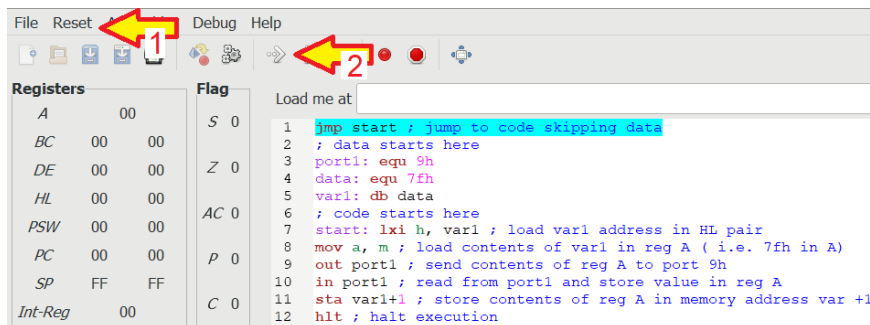 File Reset Debug Help
1
2
Registers
A 00
BC 00 00
DE 00 00
HL 00 00
PSW 00 00
PC 00 00
SP FF FF
Int-Reg 00
Flag
S 0
Z 0
AC 0
P 0
C 0
Load me at
1 jmp start ; jump to code skipping data
2 ; data starts here
3 port1: equ 9h
4 data: equ 7fh
5 var1: db data
6 ; code starts here
7 start: lxi h, var1 ; load var1 address in HL pair
8 mov a, m ; load contents of var1 in reg A ( i.e. 7fh in A)
9 out port1 ; send contents of reg A to port 9h
10 in port1 ; read from port1 and store value in reg A
11 sta var1+1 ; store contents of reg A in memory address var +1
12 hlt ; halt execution